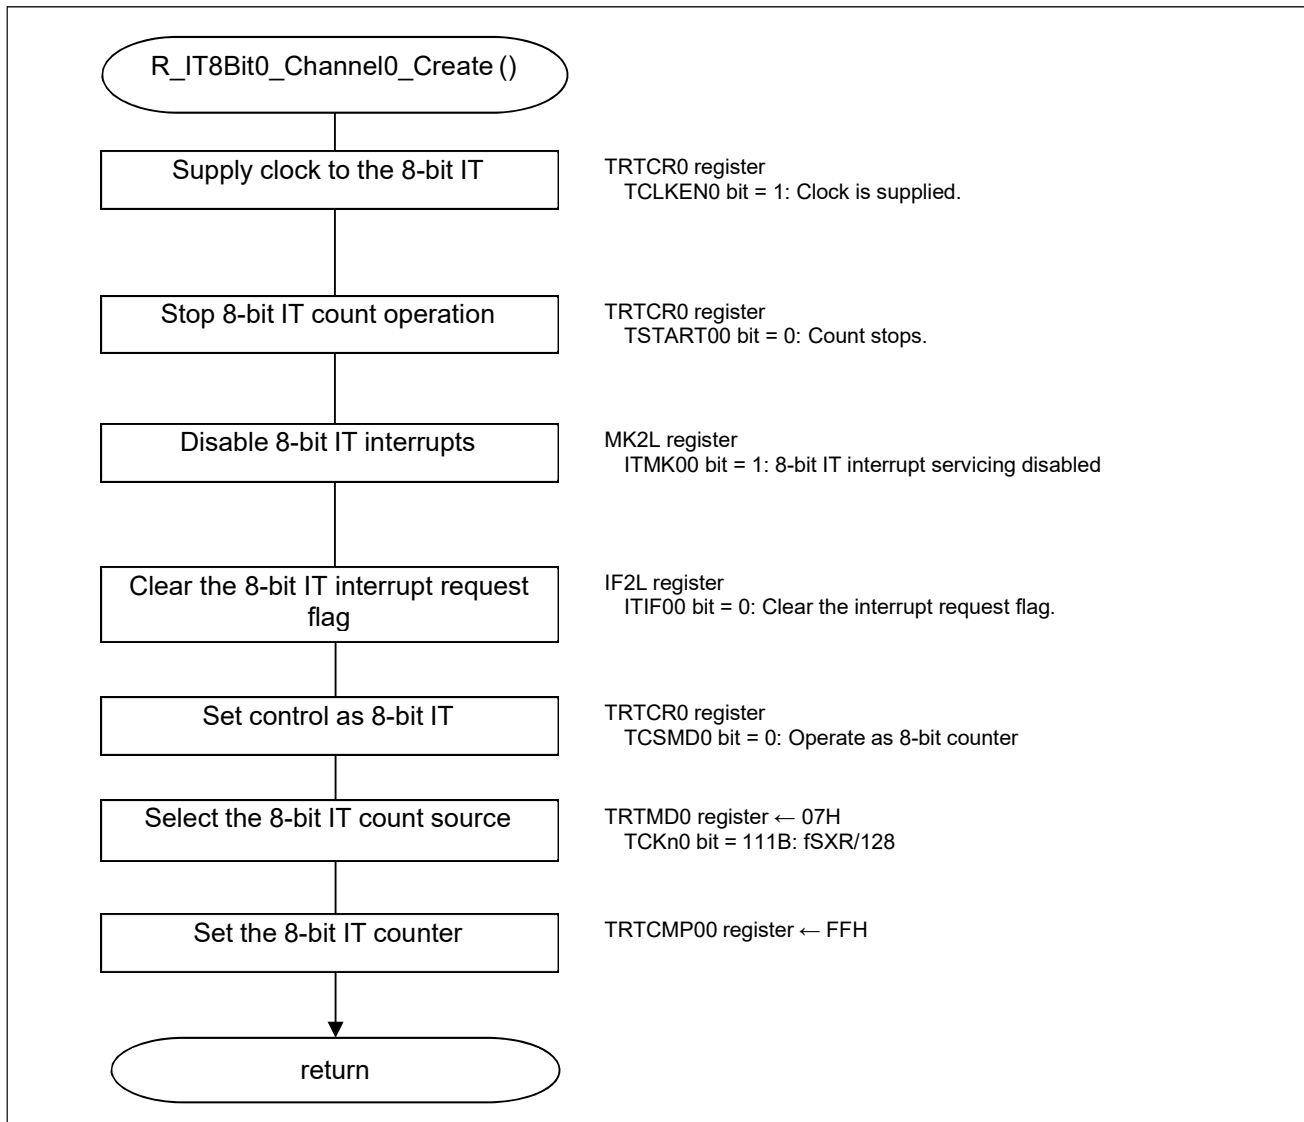 R_IT8Bit0_Channel0_Create ()
Supply clock to the 8-bit IT
TRTCR0 register
TCLKEN0 bit = 1: Clock is supplied.
Stop 8-bit IT count operation
TRTCR0 register
TSTART00 bit = 0: Count stops.
Disable 8-bit IT interrupts
MK2L register
ITMK00 bit = 1: 8-bit IT interrupt servicing disabled
Clear the 8-bit IT interrupt request
flag
IF2L register
ITIF00 bit = 0: Clear the interrupt request flag.
Set control as 8-bit IT
TRTCR0 register
TCSMD0 bit = 0: Operate as 8-bit counter
Select the 8-bit IT count source
TRTMD0 register ← 07H
TCKn0 bit = 111B: fSXR/128
Set the 8-bit IT counter
TRTCMP00 register ← FFH
return